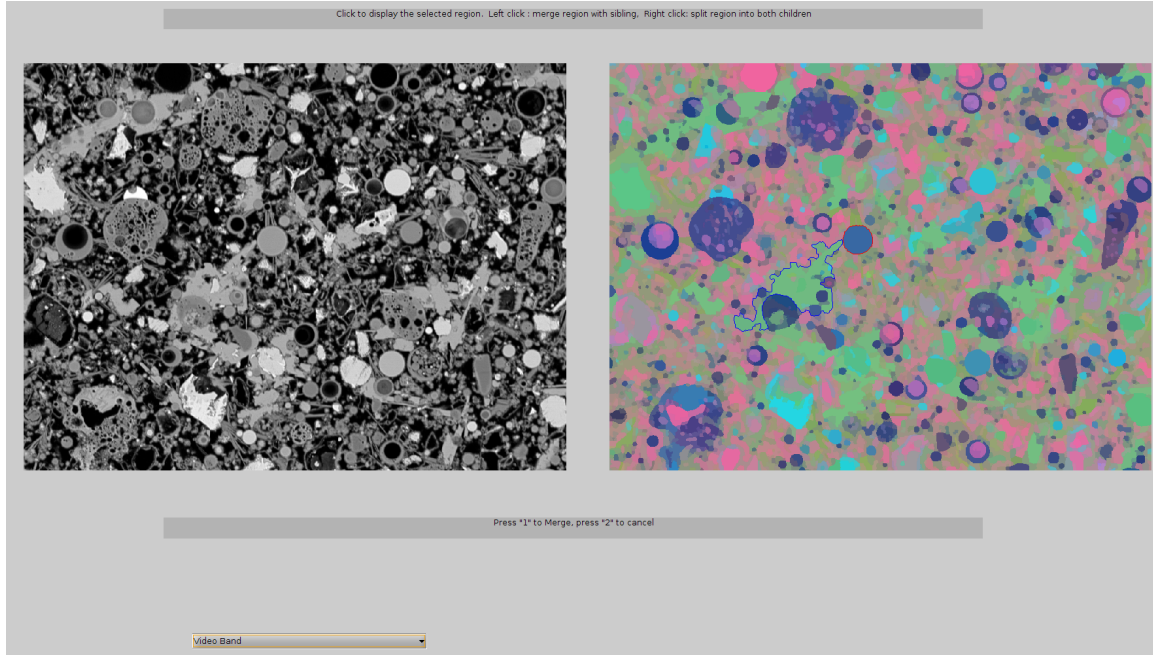 Click to display the selected region.  Left click : merge region with sibling,  Right click: split region into both children
Press "1" to Merge, press "2" to cancel
Video Band